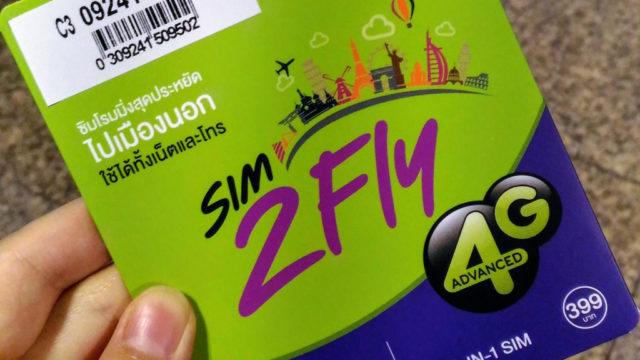 C3 09241
0 309241 509502
ซิมโรมมิ่งสุดประหยัด
ไปเมืองนอก
ใช้ได้ทั้งเน็ตและโทร
SIM
2Fly
4G
ADVANCED
399
บาท
IN-1 SIM